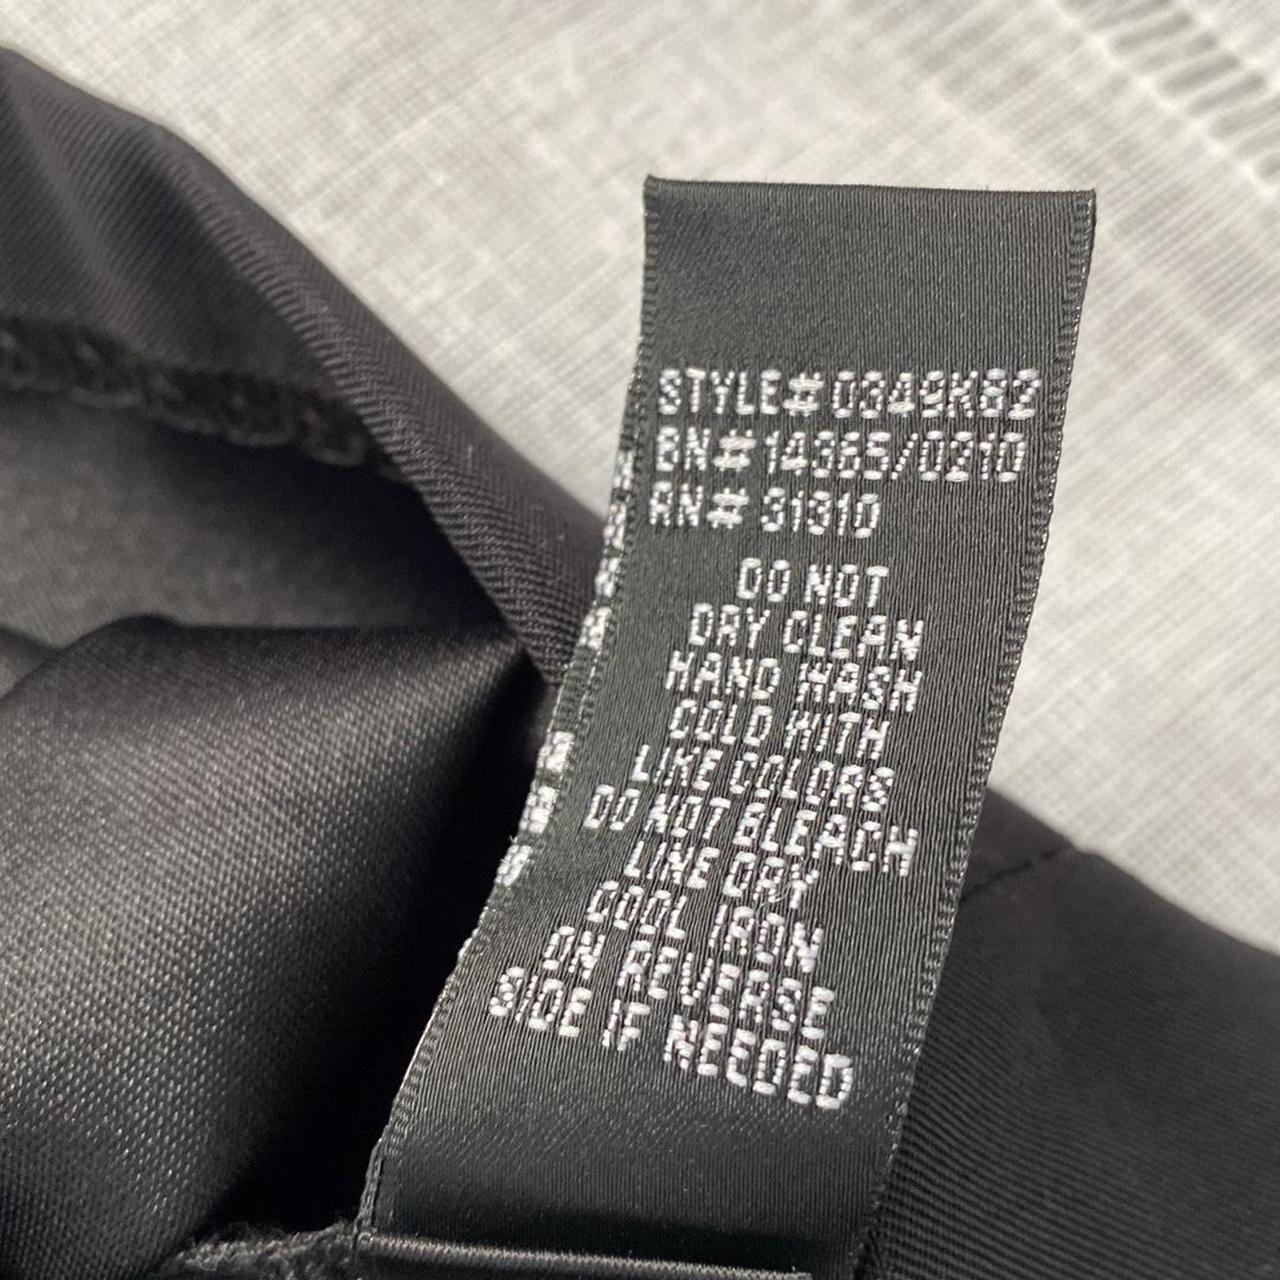 STYLE# 0349K82
BN# 14365/0210
RN# 31310
DO NOT
DRY CLEAN
HAND WASH
COLD WITH
LIKE COLORS
DO NOT BLEACH
LINE DRY
COOL IRON
ON REVERSE
SIDE IF NEEDED